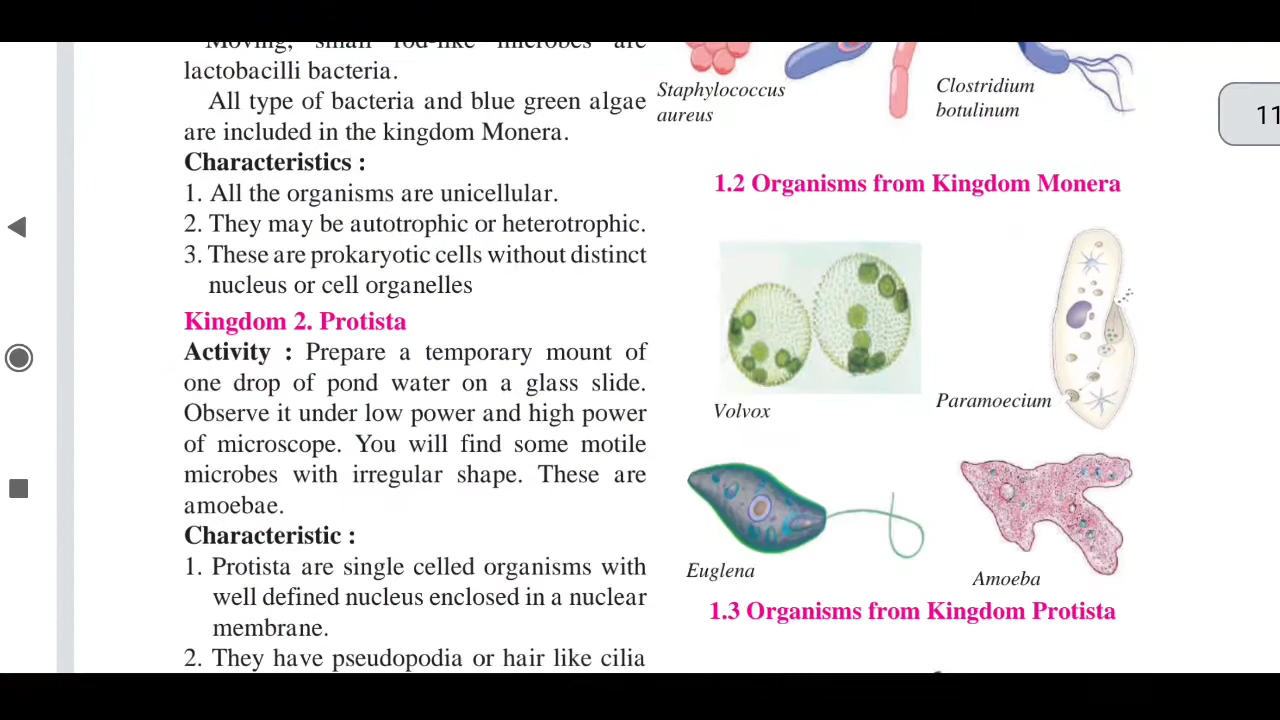 Moving, small rod-like microbes are
lactobacilli bacteria.
All type of bacteria and blue green algae
are included in the kingdom Monera.
Characteristics :
1. All the organisms are unicellular.
2. They may be autotrophic or heterotrophic.
3. These are prokaryotic cells without distinct
nucleus or cell organelles
Kingdom 2. Protista
Activity : Prepare a temporary mount of
one drop of pond water on a glass slide.
Observe it under low power and high power
of microscope. You will find some motile
microbes with irregular shape. These are
amoebae.
Characteristic :
1. Protista are single celled organisms with
well defined nucleus enclosed in a nuclear
membrane.
2. They have pseudopodia or hair like cilia
Staphylococcus
aureus
Clostridium
botulinum
1.2 Organisms from Kingdom Monera
Volvox
Paramoecium
Euglena
Amoeba
1.3 Organisms from Kingdom Protista
11